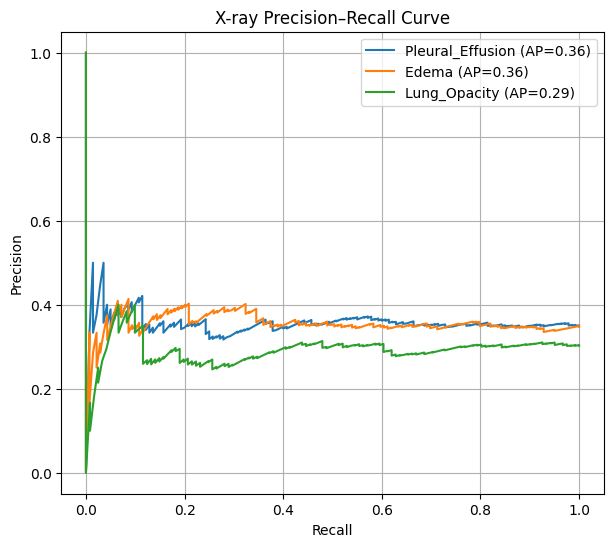 X-ray Precision–Recall Curve
Pleural_Effusion (AP=0.36)
Edema (AP=0.36)
Lung_Opacity (AP=0.29)
Precision
1.0
0.8
0.6
0.4
0.2
0.0
0.0 0.2 0.4 0.6 0.8 1.0
Recall